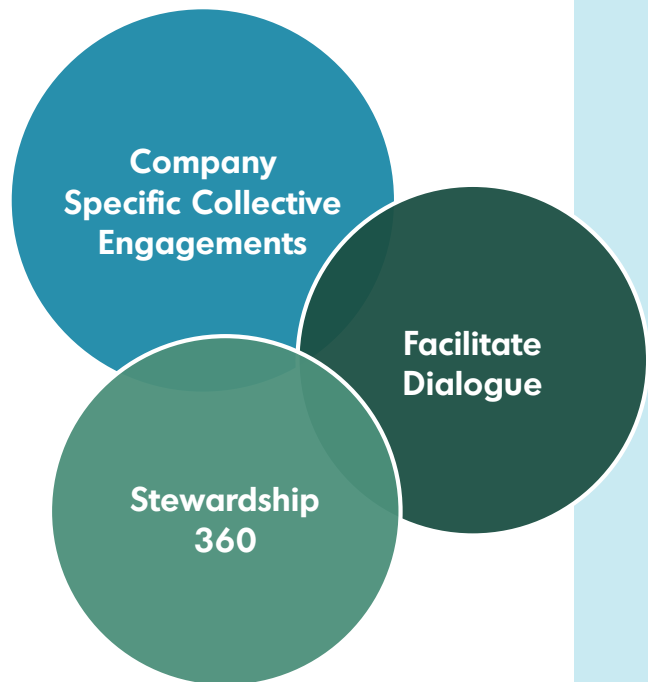 Company
Specific Collective
Engagements
Facilitate
Dialogue
Stewardship
360